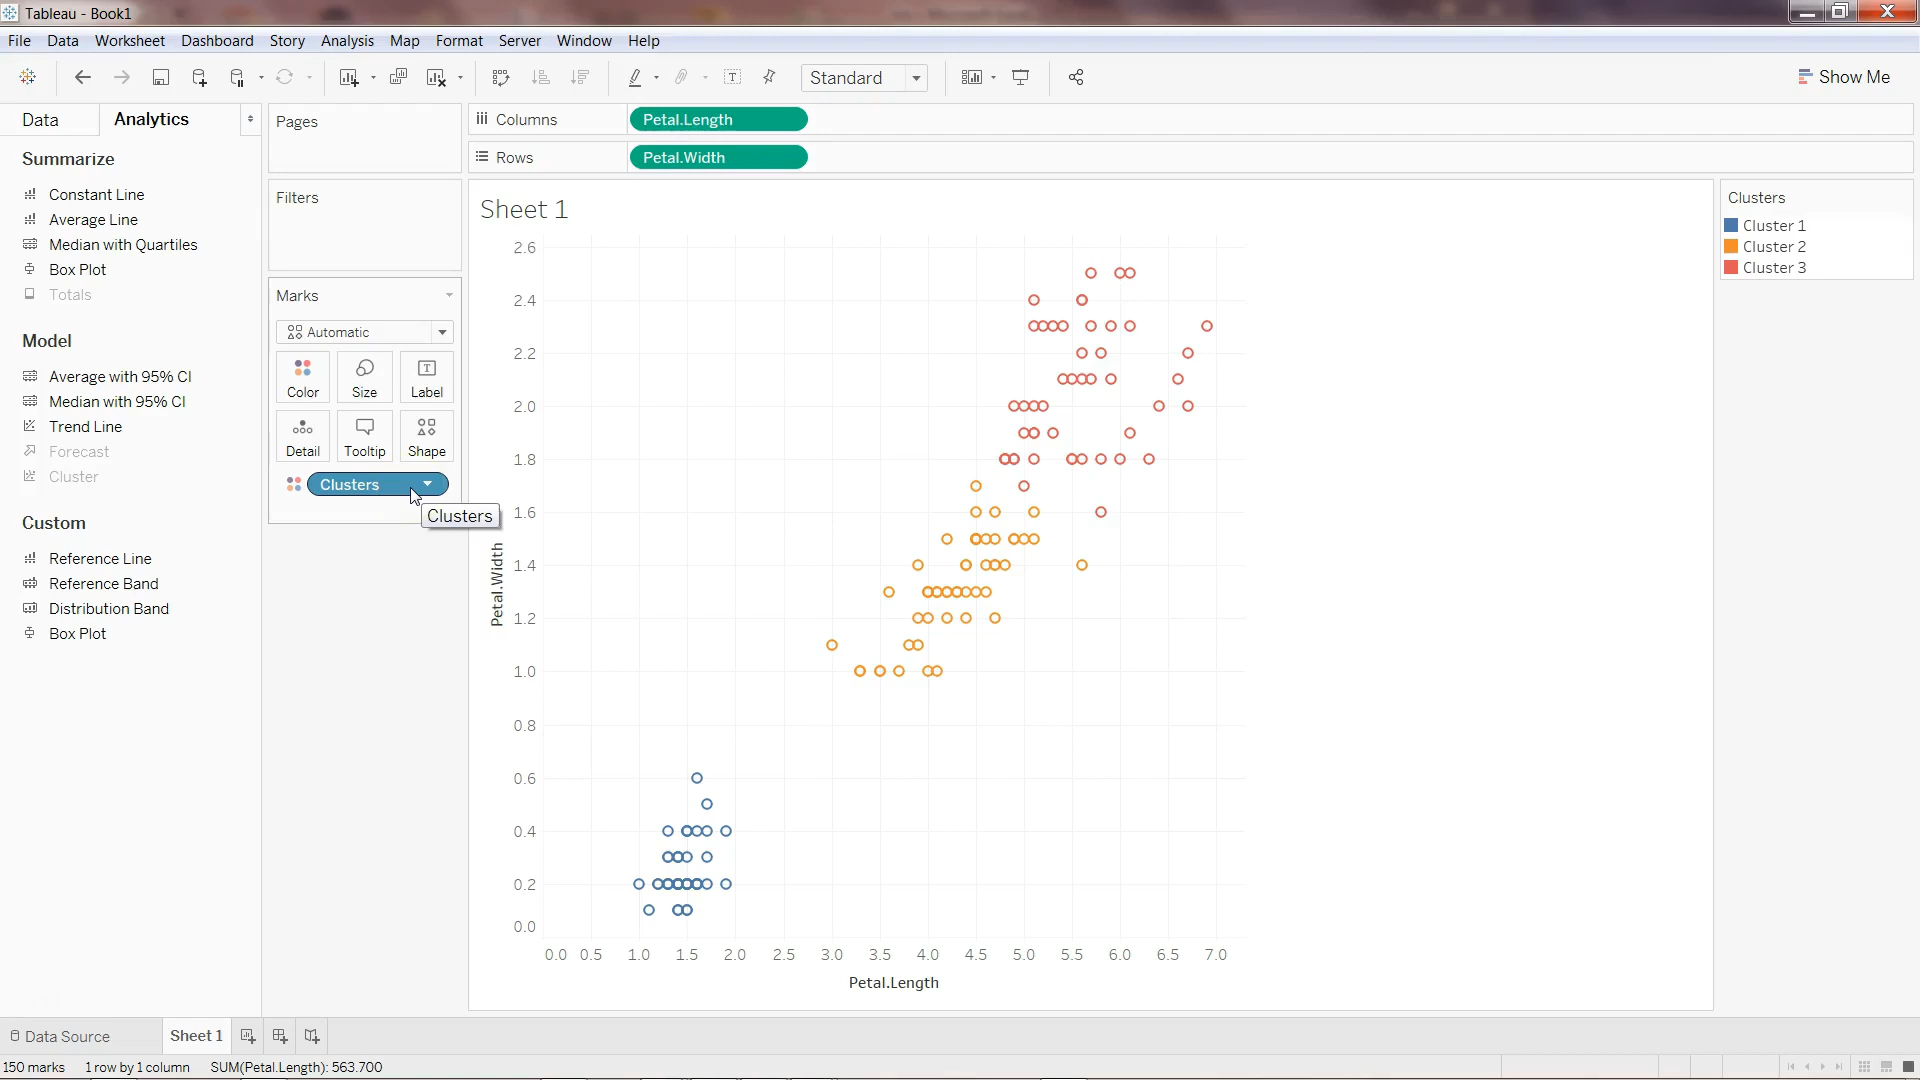 Tableau - Book1
File Data Worksheet Dashboard Story Analysis Map Format Server Window Help
Standard
Show Me
Data Analytics
Summarize
Constant Line
Average Line
Median with Quartiles
Box Plot
Totals
Model
Average with 95% CI
Median with 95% CI
Trend Line
Forecast
Cluster
Custom
Reference Line
Reference Band
Distribution Band
Box Plot
Pages
Filters
Marks
Automatic
Color Size Label
Detail Tooltip Shape
Clusters
Clusters
Columns Petal.Length
Rows Petal.Width
Sheet 1
2.6
2.4
2.2
2.0
1.8
1.6
1.4
1.2
1.0
0.8
0.6
0.4
0.2
0.0
Petal.Width
0.0 0.5 1.0 1.5 2.0 2.5 3.0 3.5 4.0 4.5 5.0 5.5 6.0 6.5 7.0
Petal.Length
Clusters
Cluster 1
Cluster 2
Cluster 3
Data Source Sheet 1
150 marks 1 row by 1 column SUM(Petal.Length): 563.700